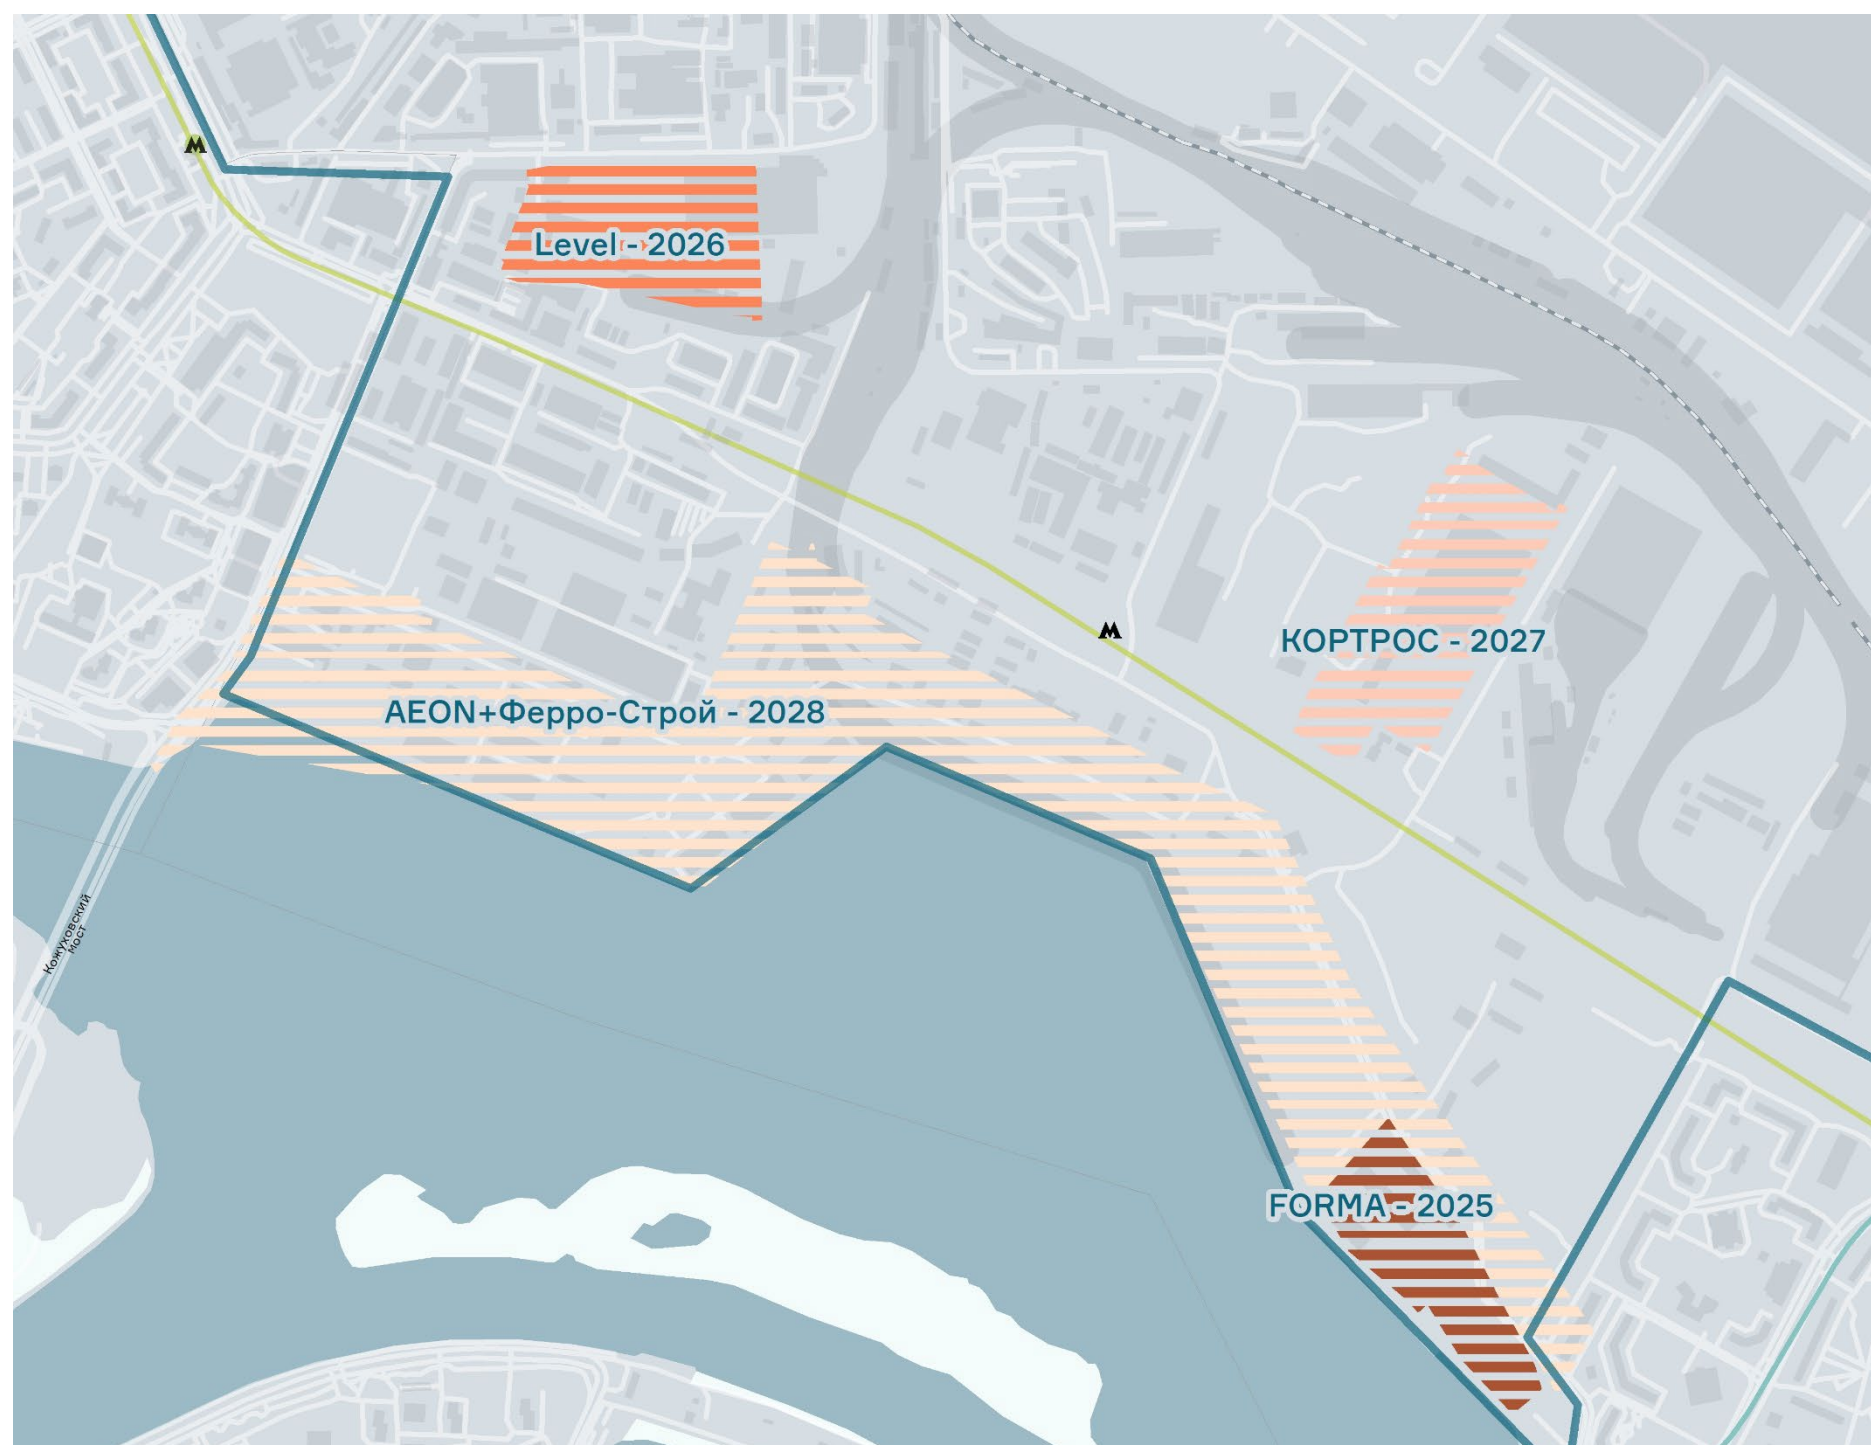 М
Level - 2026
М
КОРТРОС - 2027
AEON+Ферро-Строй - 2028
Кожуховский
мост
FORMA - 2025